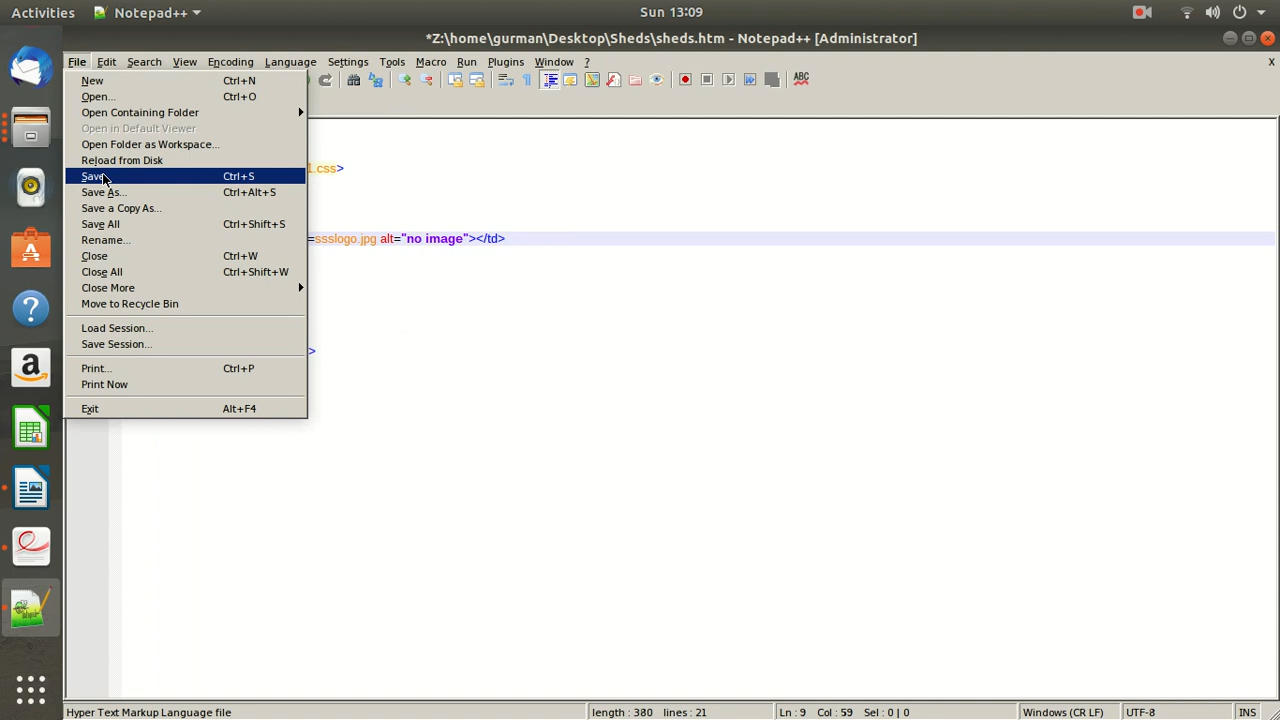 Activities Notepad++ Sun 13:09
*Z:\home\gurman\Desktop\Sheds\sheds.htm - Notepad++ [Administrator]
File Edit Search View Encoding Language Settings Tools Macro Run Plugins Window ? X
New Ctrl+N
Open... Ctrl+O
Open Containing Folder
Open in Default Viewer
Open Folder as Workspace...
Reload from Disk
1.css>
Save Ctrl+S
Save As... Ctrl+Alt+S
Save a Copy As...
Save All Ctrl+Shift+S
Rename...
=ssslogo.jpg alt="no image"></td>
Close Ctrl+W
Close All Ctrl+Shift+W
Close More
Move to Recycle Bin
Load Session...
Save Session...
>
Print... Ctrl+P
Print Now
Exit Alt+F4
Hyper Text Markup Language file length : 380 lines : 21 Ln : 9 Col : 59 Sel : 0 | 0 Windows (CR LF) UTF-8 INS